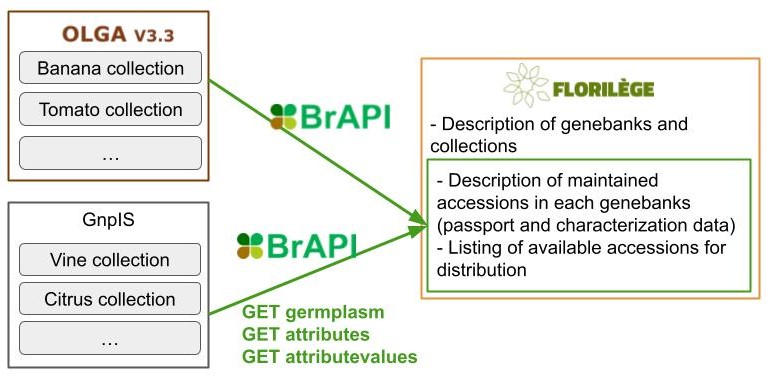 OLGA V3.3
Banana collection
Tomato collection
...
GnpIS
Vine collection
Citrus collection
...
BrAPI
BrAPI
GET germplasm
GET attributes
GET attributevalues
FLORILÈGE
- Description of genebanks and
collections
- Description of maintained
accessions in each genebanks
(passport and characterization data)
- Listing of available accessions for
distribution